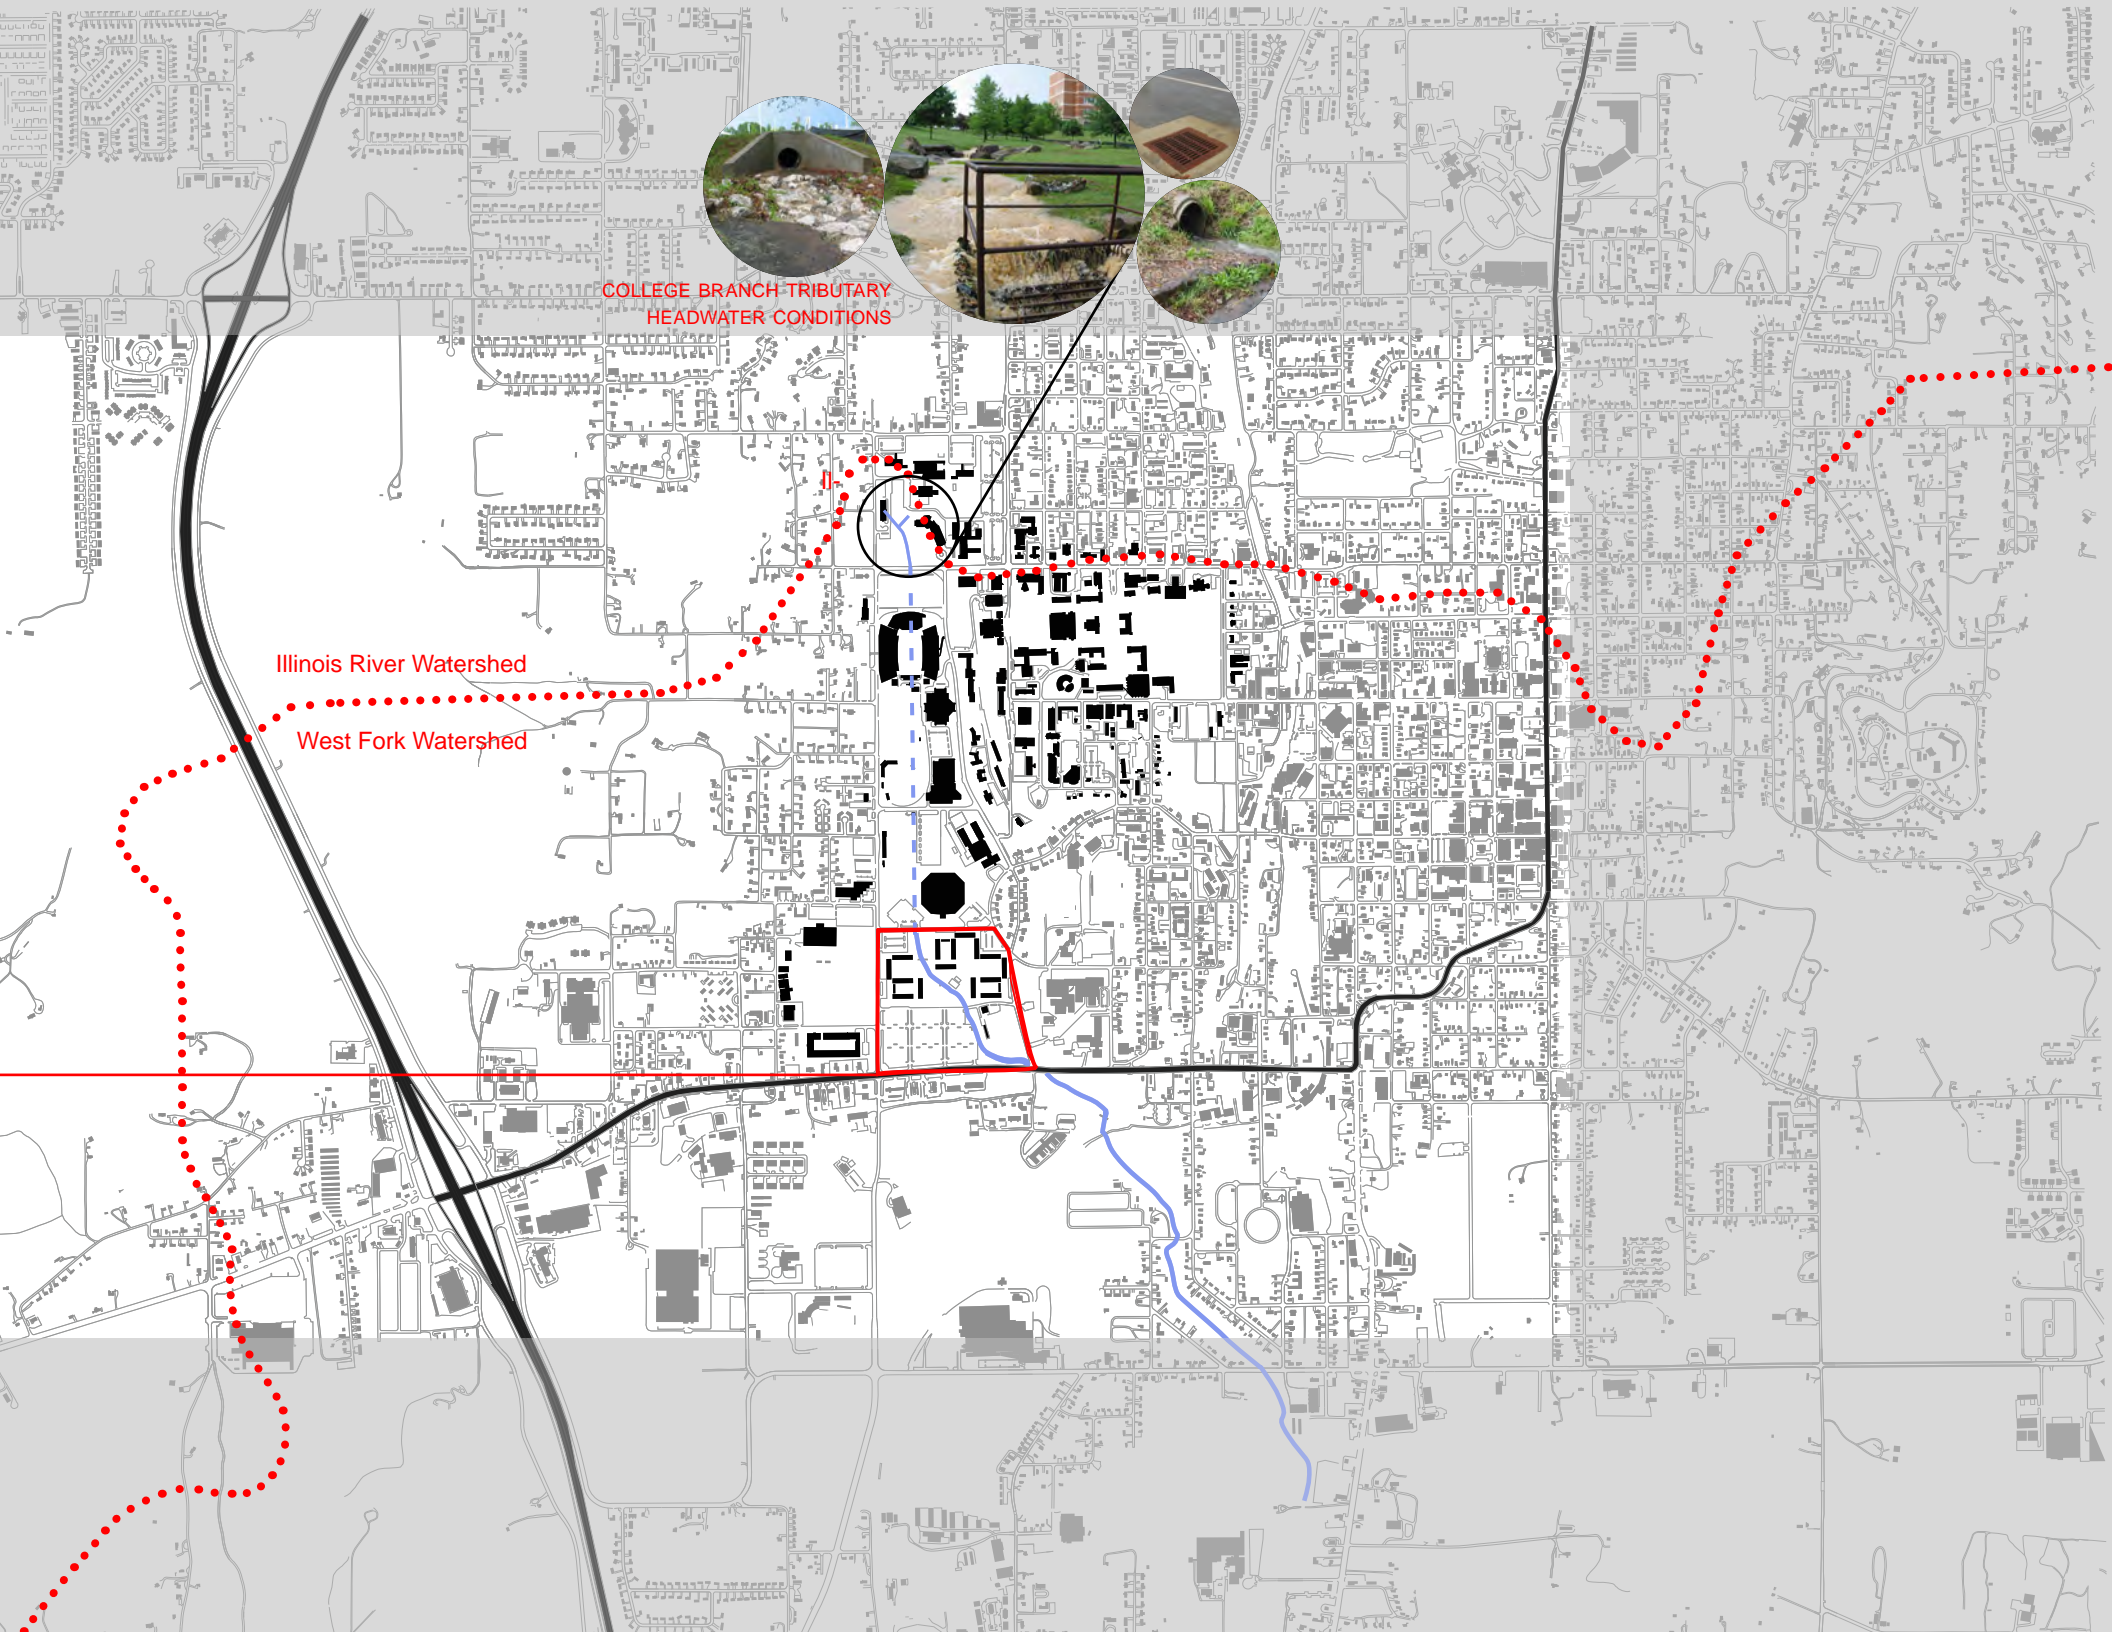 COLLEGE BRANCH TRIBUTARY
HEADWATER CONDITIONS
Illinois River Watershed
West Fork Watershed